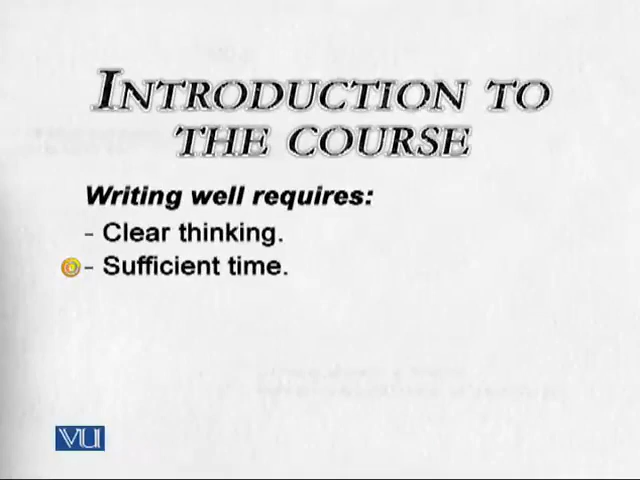 INTRODUCTION TO
THE COURSE
Writing well requires:
- Clear thinking.
- Sufficient time.
VU